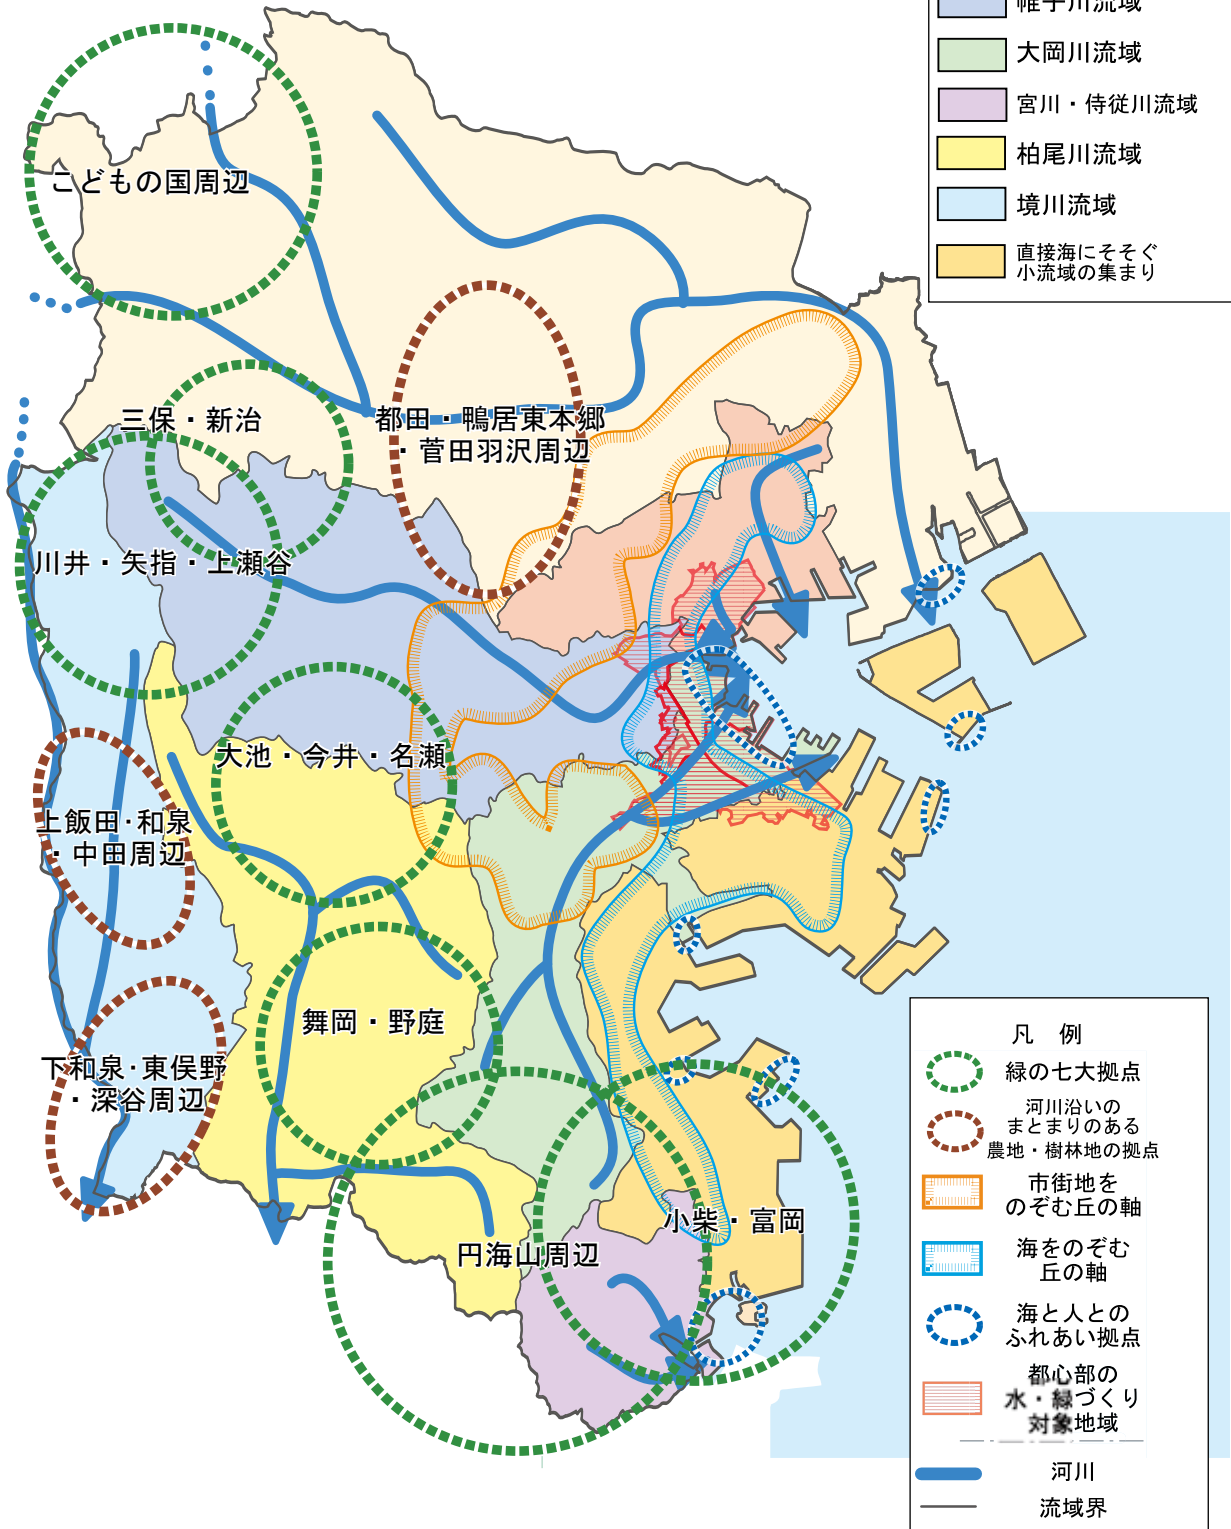 帷子川流域
大岡川流域
宮川・侍従川流域
柏尾川流域
境川流域
直接海にそそぐ
小流域の集まり
こどもの国周辺
三保・新治
都田・鴨居東本郷
・菅田羽沢周辺
川井・矢指・上瀬谷
大池・今井・名瀬
上飯田・和泉
・中田周辺
舞岡・野庭
下和泉・東俣野
・深谷周辺
小柴・富岡
円海山周辺
凡 例
緑の七大拠点
河川沿いの
まとまりのある
農地・樹林地の拠点
市街地を
のぞむ丘の軸
海をのぞむ
丘の軸
海と人との
ふれあい拠点
都心部の
水・緑づくり
対象地域
河川
流域界